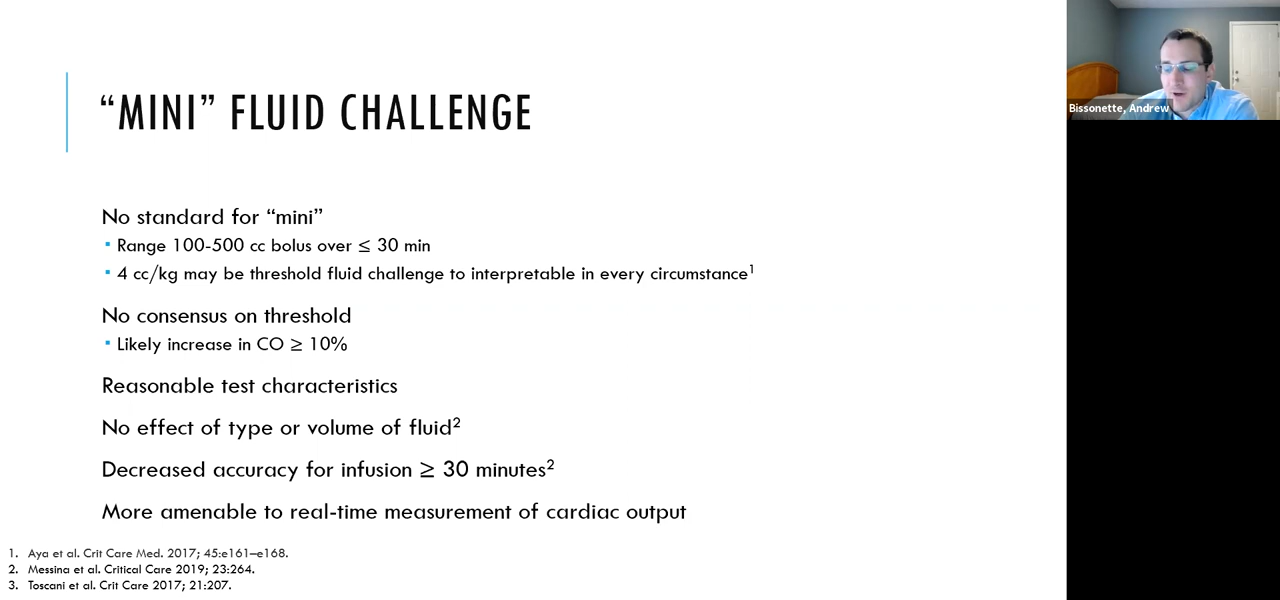 “MINI” FLUID CHALLENGE
No standard for “mini”
▪ Range 100-500 cc bolus over ≤ 30 min
▪ 4 cc/kg may be threshold fluid challenge to interpretable in every circumstance¹
No consensus on threshold
▪ Likely increase in CO ≥ 10%
Reasonable test characteristics
No effect of type or volume of fluid²
Decreased accuracy for infusion ≥ 30 minutes²
More amenable to real-time measurement of cardiac output
1. Aya et al. Crit Care Med. 2017; 45:e161–e168.
2. Messina et al. Critical Care 2019; 23:264.
3. Toscani et al. Crit Care 2017; 21:207.
Bissonette, Andrew